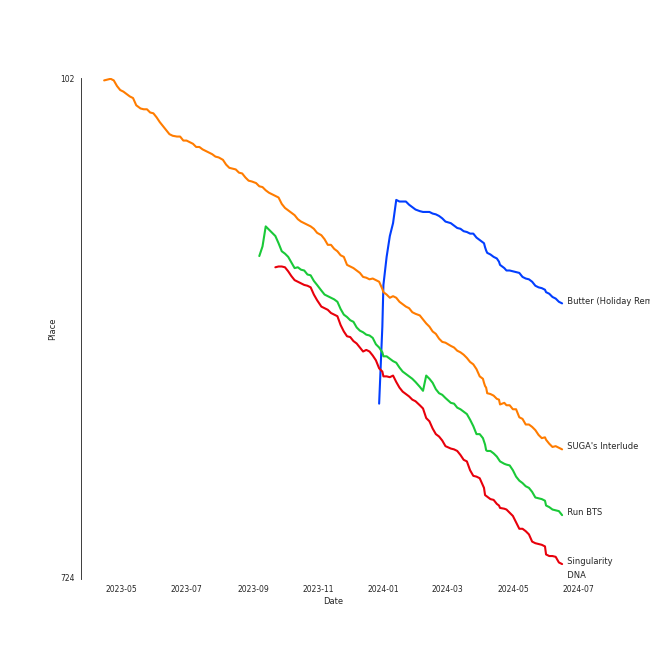 102
Butter (Holiday Rem
Place
SUGA's Interlude
Run BTS
Singularity
DNA
724
2023-05 2023-07 2023-09 2023-11 2024-01 2024-03 2024-05 2024-07
Date